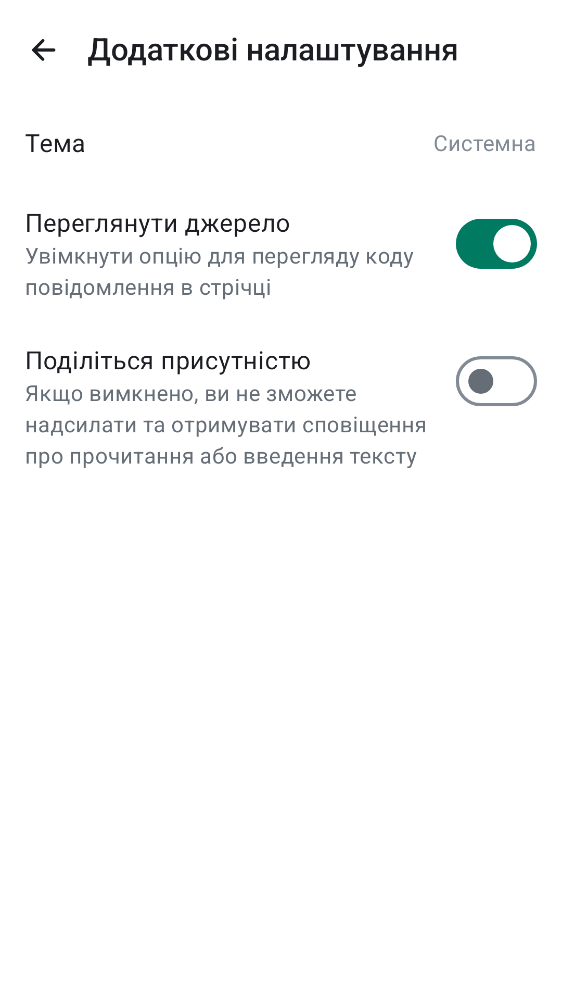 Додаткові налаштування
Тема
Системна
Переглянути джерело
Увімкнути опцію для перегляду коду
повідомлення в стрічці
Поділіться присутністю
Якщо вимкнено, ви не зможете
надсилати та отримувати сповіщення
про прочитання або введення тексту